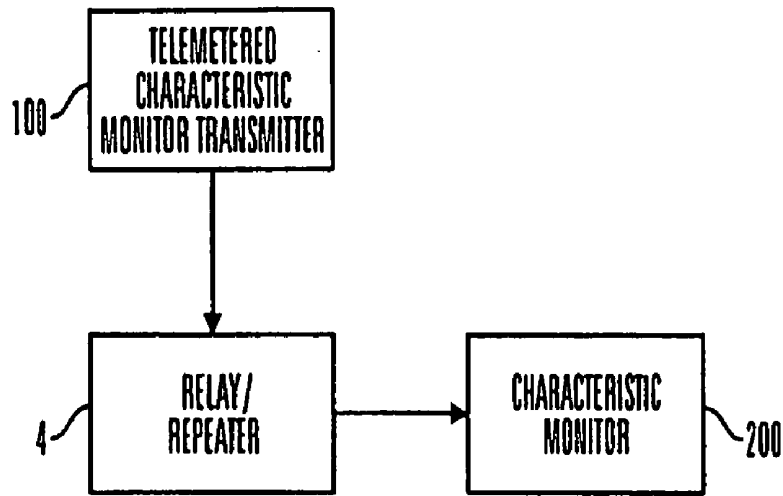 TELEMETERED
CHARACTERISTIC
MONITOR TRANSMITTER
100
RELAY/
REPEATER
4
CHARACTERISTIC
MONITOR
200